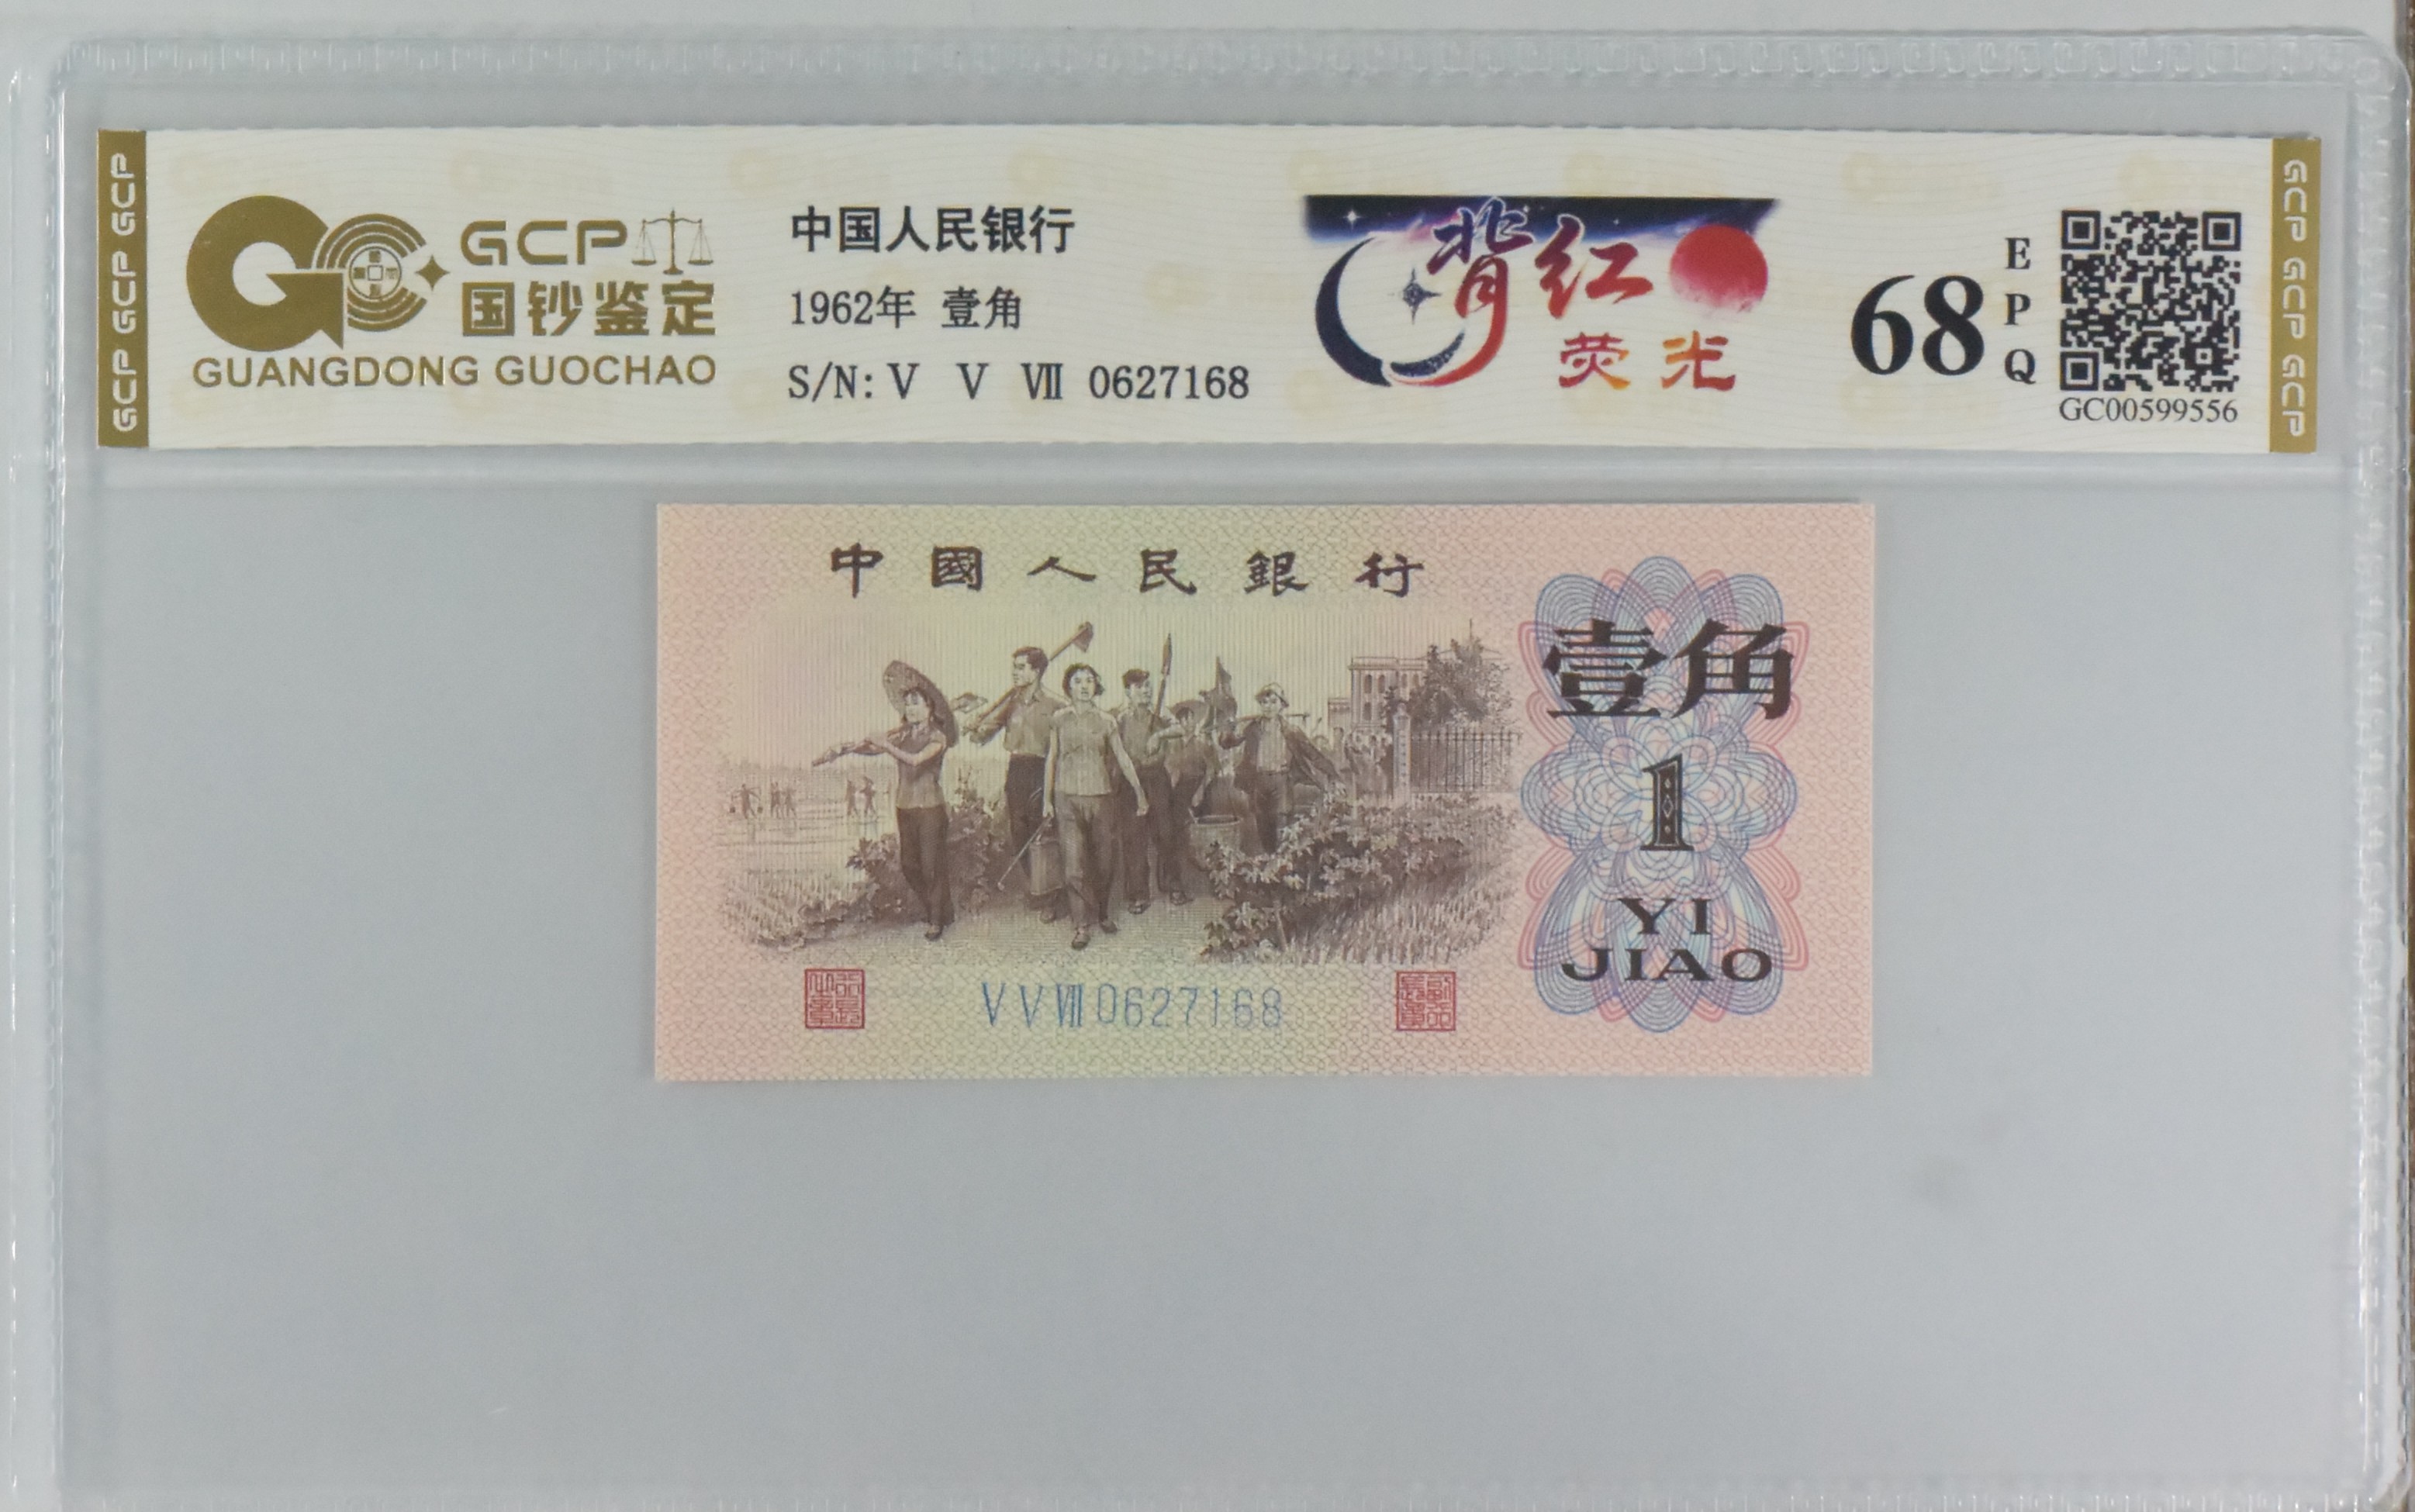 GCP GCP GCP
GCP
国钞鉴定
GUANGDONG GUOCHAO
中国人民银行
1962年 壹角
S/N: V V Ⅶ 0627168
背红
荧光
68
EPQ
GC00599556
GCP GCP GCP
中國人民銀行
壹角
1
YI
JIAO
V V Ⅶ 0627168